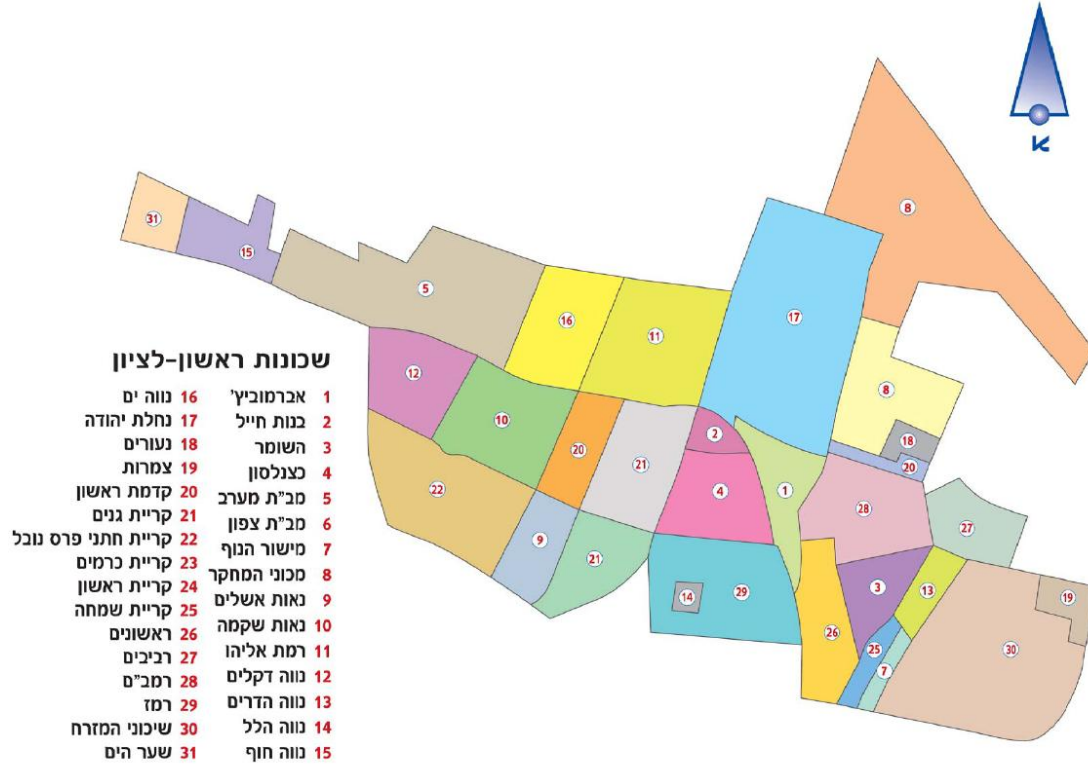 שכונות ראשון-לציון
1 אברמוביץ'
2 בנות חייל
3 השומר
4 כצנלסון
5 מב"ת מערב
6 מב"ת צפון
7 מישור הנוף
8 מכוני המחקר
9 נאות אשלים
10 נאות שקמה
11 רמת אליהו
12 נווה דקלים
13 נווה הדרים
14 נווה הלל
15 נווה חוף
16 נווה ים
17 נחלת יהודה
18 נעורים
19 צמרות
20 קדמת ראשון
21 קריית גנים
22 קריית חתני פרס נובל
23 קריית כרמים
24 קריית ראשון
25 קריית שמחה
26 ראשונים
27 רביבים
28 רמב"ם
29 רמז
30 שיכוני המזרח
31 שער הים
8
31
15
5
16
11
17
12
8
10
2
18
20
21
20
22
4
1
28
27
9
21
14
29
3
13
19
26
25
7
30